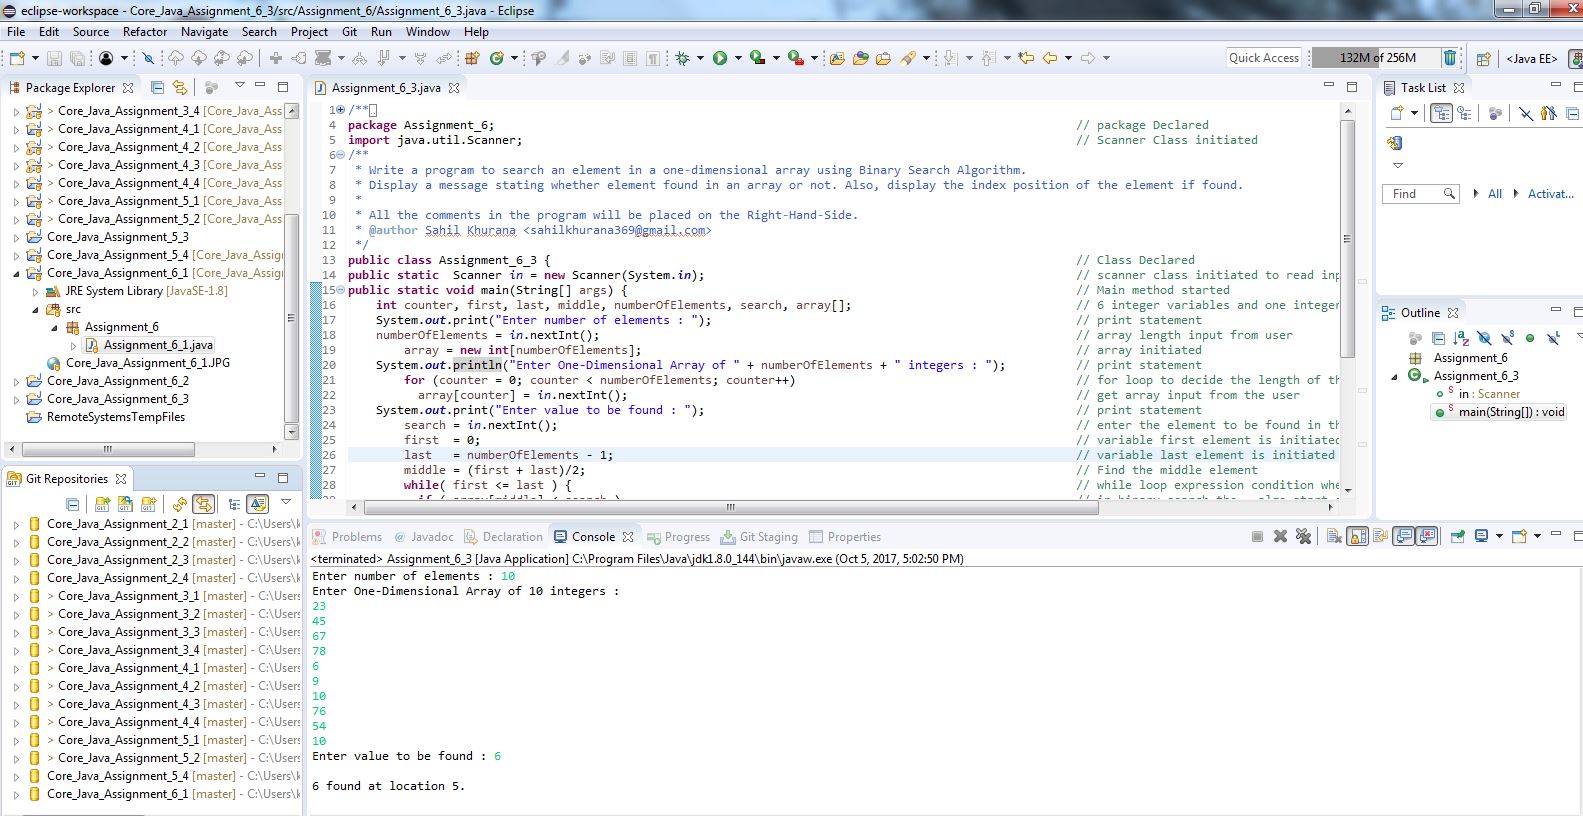 eclipse-workspace - Core_Java_Assignment_6_3/src/Assignment_6/Assignment_6_3.java - Eclipse
File Edit Source Refactor Navigate Search Project Git Run Window Help
Quick Access
132M of 256M
<Java EE>
Package Explorer
> Core_Java_Assignment_3_4 [Core_Java_Ass
> Core_Java_Assignment_4_1 [Core_Java_Ass
> Core_Java_Assignment_4_2 [Core_Java_Ass
> Core_Java_Assignment_4_3 [Core_Java_Ass
> Core_Java_Assignment_4_4 [Core_Java_Ass
> Core_Java_Assignment_5_1 [Core_Java_Ass
> Core_Java_Assignment_5_2 [Core_Java_Ass
Core_Java_Assignment_5_3
Core_Java_Assignment_5_4 [Core_Java_Assig
Core_Java_Assignment_6_1 [Core_Java_Assig
JRE System Library [JavaSE-1.8]
src
Assignment_6
Assignment_6_1.java
Core_Java_Assignment_6_1.JPG
Core_Java_Assignment_6_2
Core_Java_Assignment_6_3
RemoteSystemsTempFiles
Git Repositories
Core_Java_Assignment_2_1 [master] - C:\Users\k
Core_Java_Assignment_2_2 [master] - C:\Users\k
Core_Java_Assignment_2_3 [master] - C:\Users\k
Core_Java_Assignment_2_4 [master] - C:\Users\k
> Core_Java_Assignment_3_1 [master] - C:\Users
> Core_Java_Assignment_3_2 [master] - C:\Users
> Core_Java_Assignment_3_3 [master] - C:\Users
> Core_Java_Assignment_3_4 [master] - C:\Users
> Core_Java_Assignment_4_1 [master] - C:\Users
> Core_Java_Assignment_4_2 [master] - C:\Users
> Core_Java_Assignment_4_3 [master] - C:\Users
> Core_Java_Assignment_4_4 [master] - C:\Users
> Core_Java_Assignment_5_1 [master] - C:\Users
> Core_Java_Assignment_5_2 [master] - C:\Users
Core_Java_Assignment_5_4 [master] - C:\Users\k
Core_Java_Assignment_6_1 [master] - C:\Users\k
Assignment_6_3.java
1 /**
4 package Assignment_6; // package Declared
5 import java.util.Scanner; // Scanner Class initiated
6 /**
7 * Write a program to search an element in a one-dimensional array using Binary Search Algorithm.
8 * Display a message stating whether element found in an array or not. Also, display the index position of the element if found.
9 *
10 * All the comments in the program will be placed on the Right-Hand-Side.
11 * @author Sahil Khurana <sahilkhurana369@gmail.com>
12 */
13 public class Assignment_6_3 { // Class Declared
14 public static Scanner in = new Scanner(System.in); // scanner class initiated to read inp
15 public static void main(String[] args) { // Main method started
16 int counter, first, last, middle, numberOfElements, search, array[]; // 6 integer variables and one integer
17 System.out.print("Enter number of elements : "); // print statement
18 numberOfElements = in.nextInt(); // array length input from user
19 array = new int[numberOfElements]; // array initiated
20 System.out.println("Enter One-Dimensional Array of " + numberOfElements + " integers : "); // print statement
21 for (counter = 0; counter < numberOfElements; counter++) // for loop to decide the length of th
22 array[counter] = in.nextInt(); // get array input from the user
23 System.out.print("Enter value to be found : "); // print statement
24 search = in.nextInt(); // enter the element to be found in th
25 first = 0; // variable first element is initiated
26 last = numberOfElements - 1; // variable last element is initiated
27 middle = (first + last)/2; // Find the middle element
28 while( first <= last ) { // while loop expression condition whe
Problems Javadoc Declaration Console Progress Git Staging Properties
<terminated> Assignment_6_3 [Java Application] C:\Program Files\Java\jdk1.8.0_144\bin\javaw.exe (Oct 5, 2017, 5:02:50 PM)
Enter number of elements : 10
Enter One-Dimensional Array of 10 integers :
23
45
67
78
6
9
10
76
54
10
Enter value to be found : 6
6 found at location 5.
Task List
Find
All
Activat...
Outline
Assignment_6
Assignment_6_3
in : Scanner
main(String[]) : void